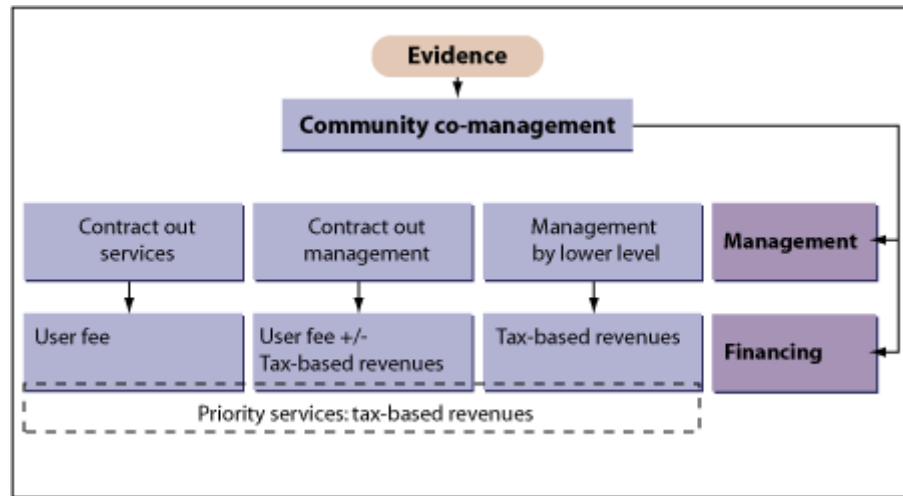 Evidence
Community co-management
Contract out
services
Contract out
management
Management
by lower level
Management
User fee
User fee +/-
Tax-based revenues
Tax-based revenues
Financing
Priority services: tax-based revenues